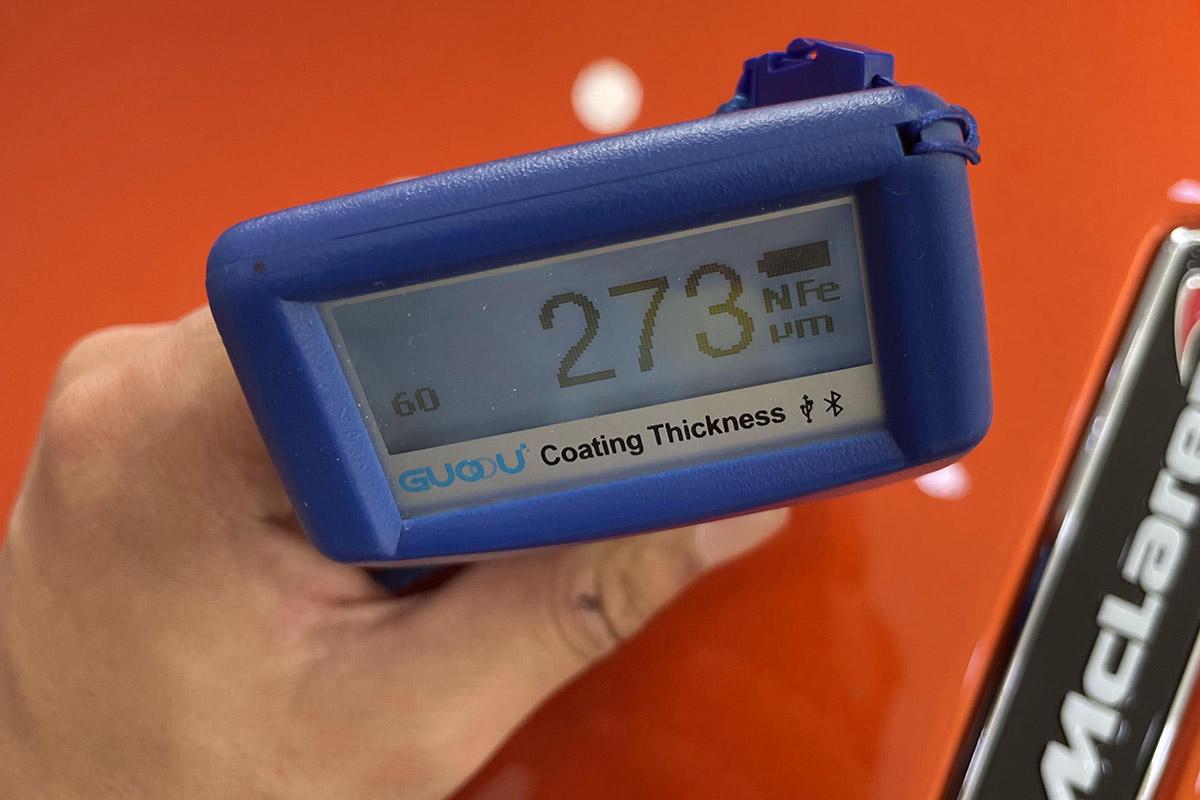 273
NFe
μm
60
GUOOU Coating Thickness
McLaren